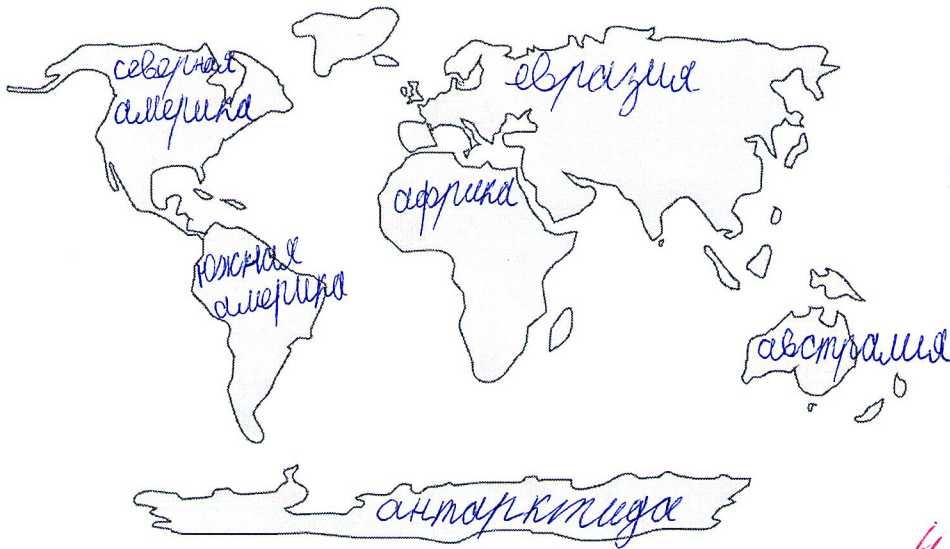 северная
америка
евразия
африка
южная
америка
австралия
антарктида